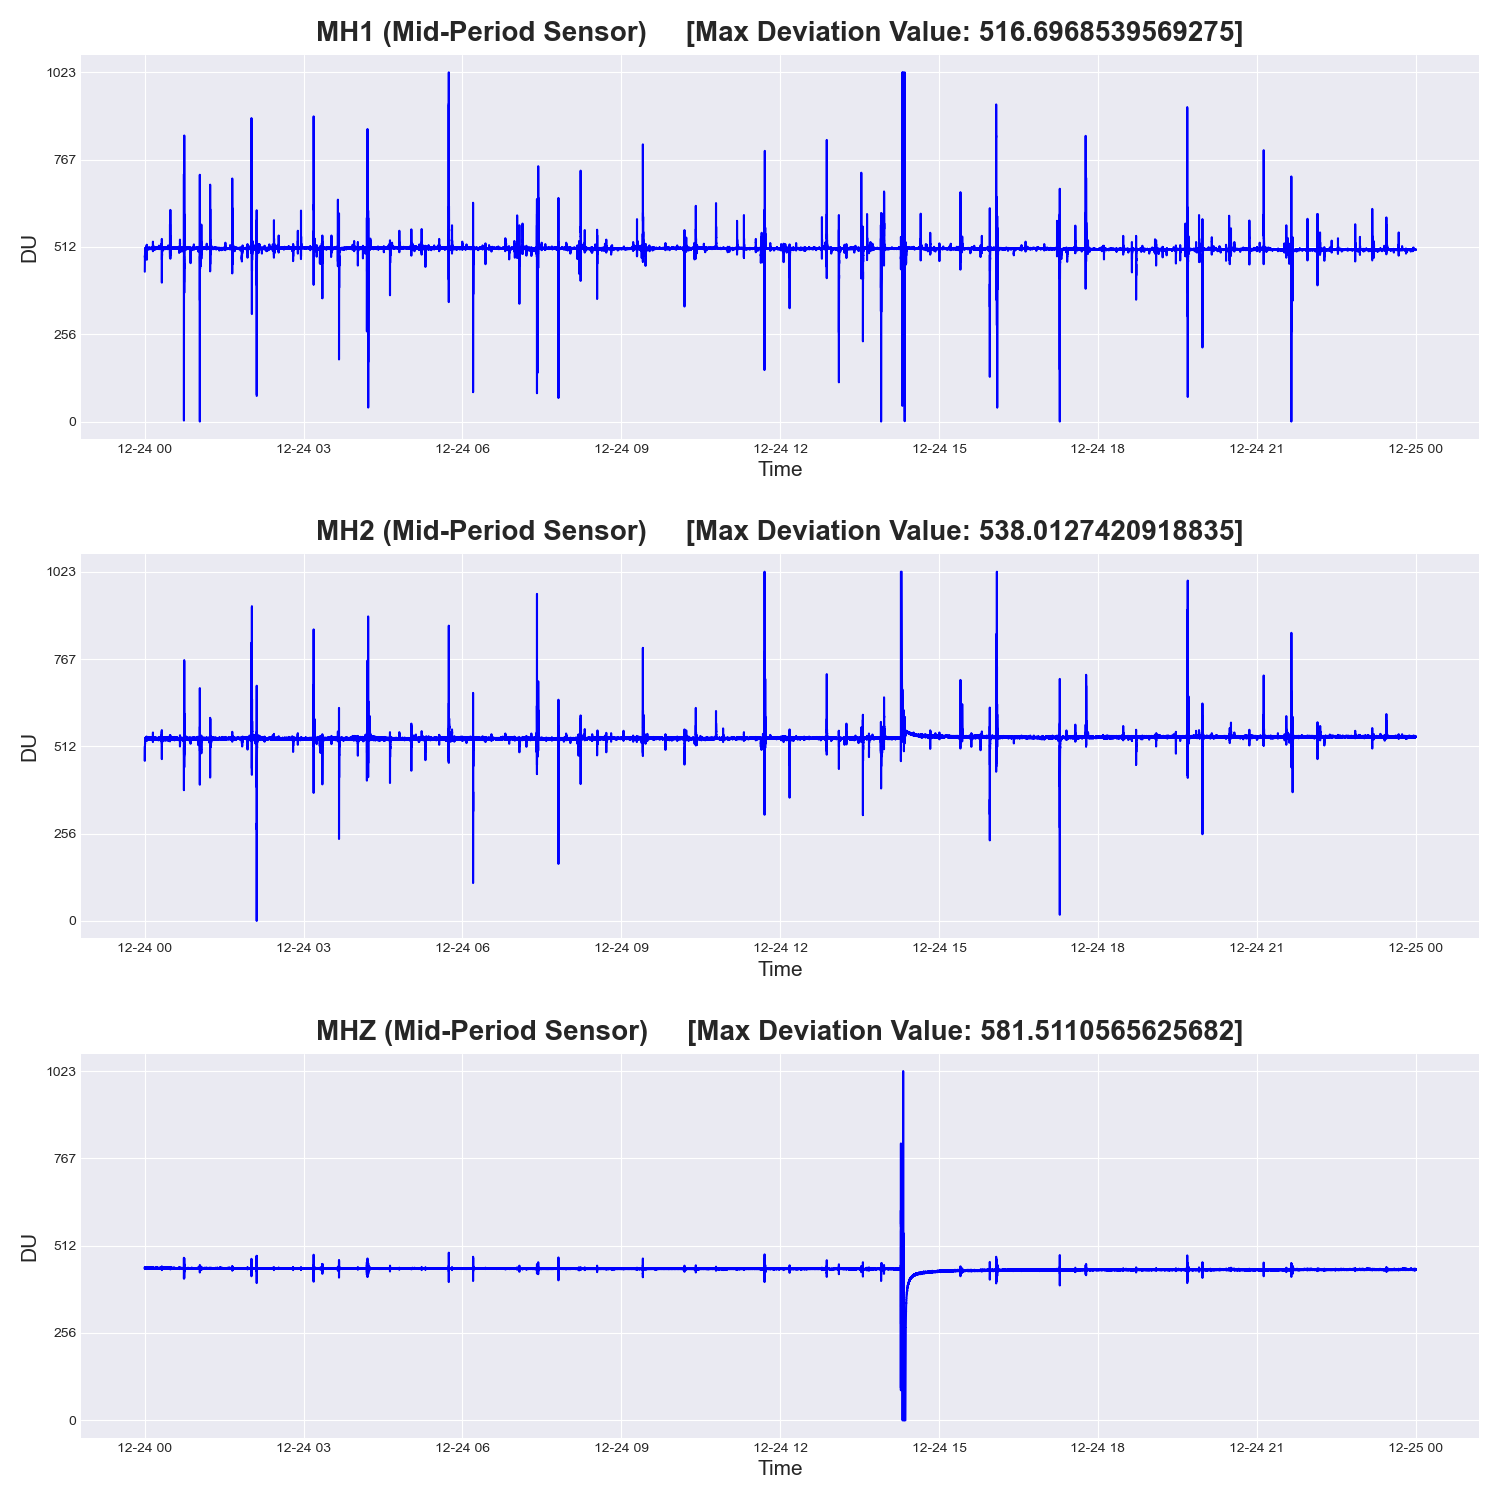 MH1 (Mid-Period Sensor) [Max Deviation Value: 516.6968539569275]
1023
767
512
256
0
DU
12-24 00 12-24 03 12-24 06 12-24 09 12-24 12 12-24 15 12-24 18 12-24 21 12-25 00
Time
MH2 (Mid-Period Sensor) [Max Deviation Value: 538.0127420918835]
1023
767
512
256
0
DU
12-24 00 12-24 03 12-24 06 12-24 09 12-24 12 12-24 15 12-24 18 12-24 21 12-25 00
Time
MHZ (Mid-Period Sensor) [Max Deviation Value: 581.5110565625682]
1023
767
512
256
0
DU
12-24 00 12-24 03 12-24 06 12-24 09 12-24 12 12-24 15 12-24 18 12-24 21 12-25 00
Time